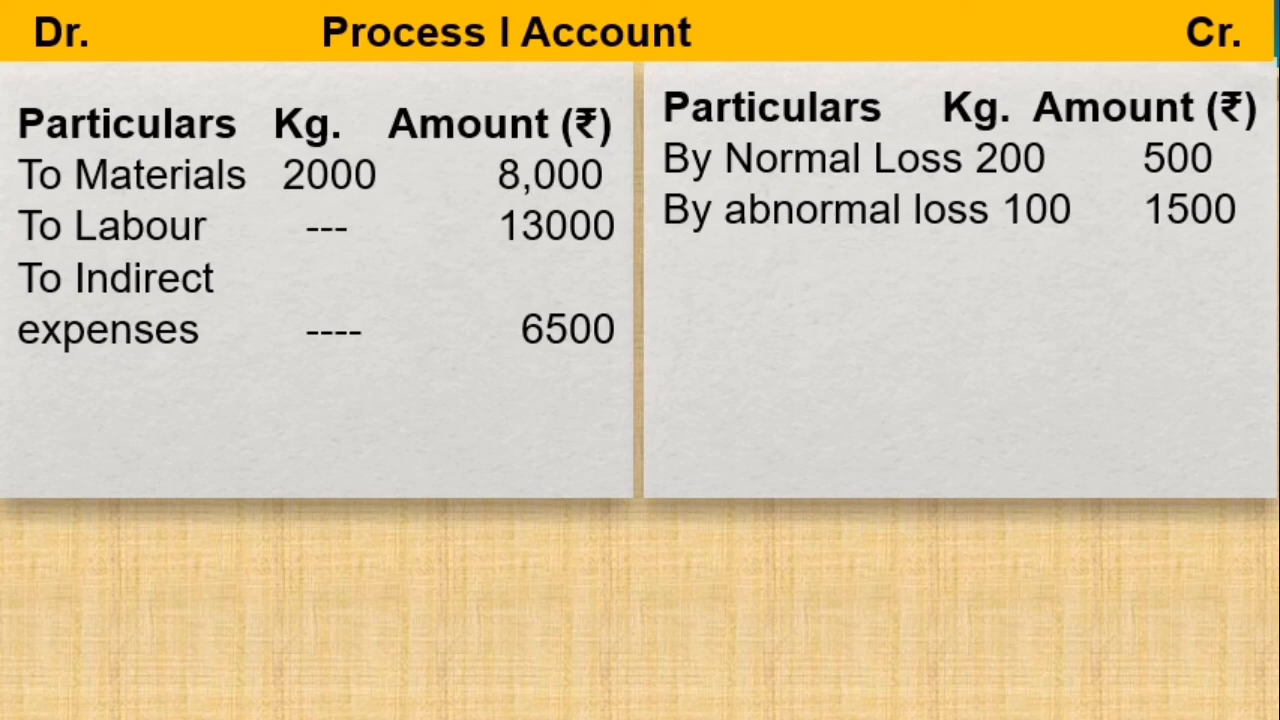 Dr. Process I Account Cr.
Particulars Kg. Amount (₹)
To Materials 2000 8,000
To Labour --- 13000
To Indirect
expenses ---- 6500
Particulars Kg. Amount (₹)
By Normal Loss 200 500
By abnormal loss 100 1500